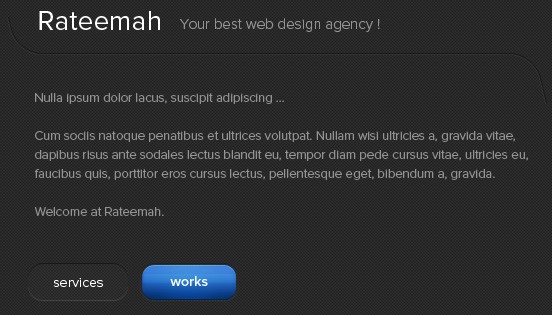 Rateemah Your best web design agency !
Nulla ipsum dolor lacus, suscipit adipiscing ...
Cum sociis natoque penatibus et ultrices volutpat. Nullam wisi ultricies a, gravida vitae,
dapibus risus ante sodales lectus blandit eu, tempor diam pede cursus vitae, ultricies eu,
faucibus quis, porttitor eros cursus lectus, pellentesque eget, bibendum a, gravida.
Welcome at Rateemah.
services works